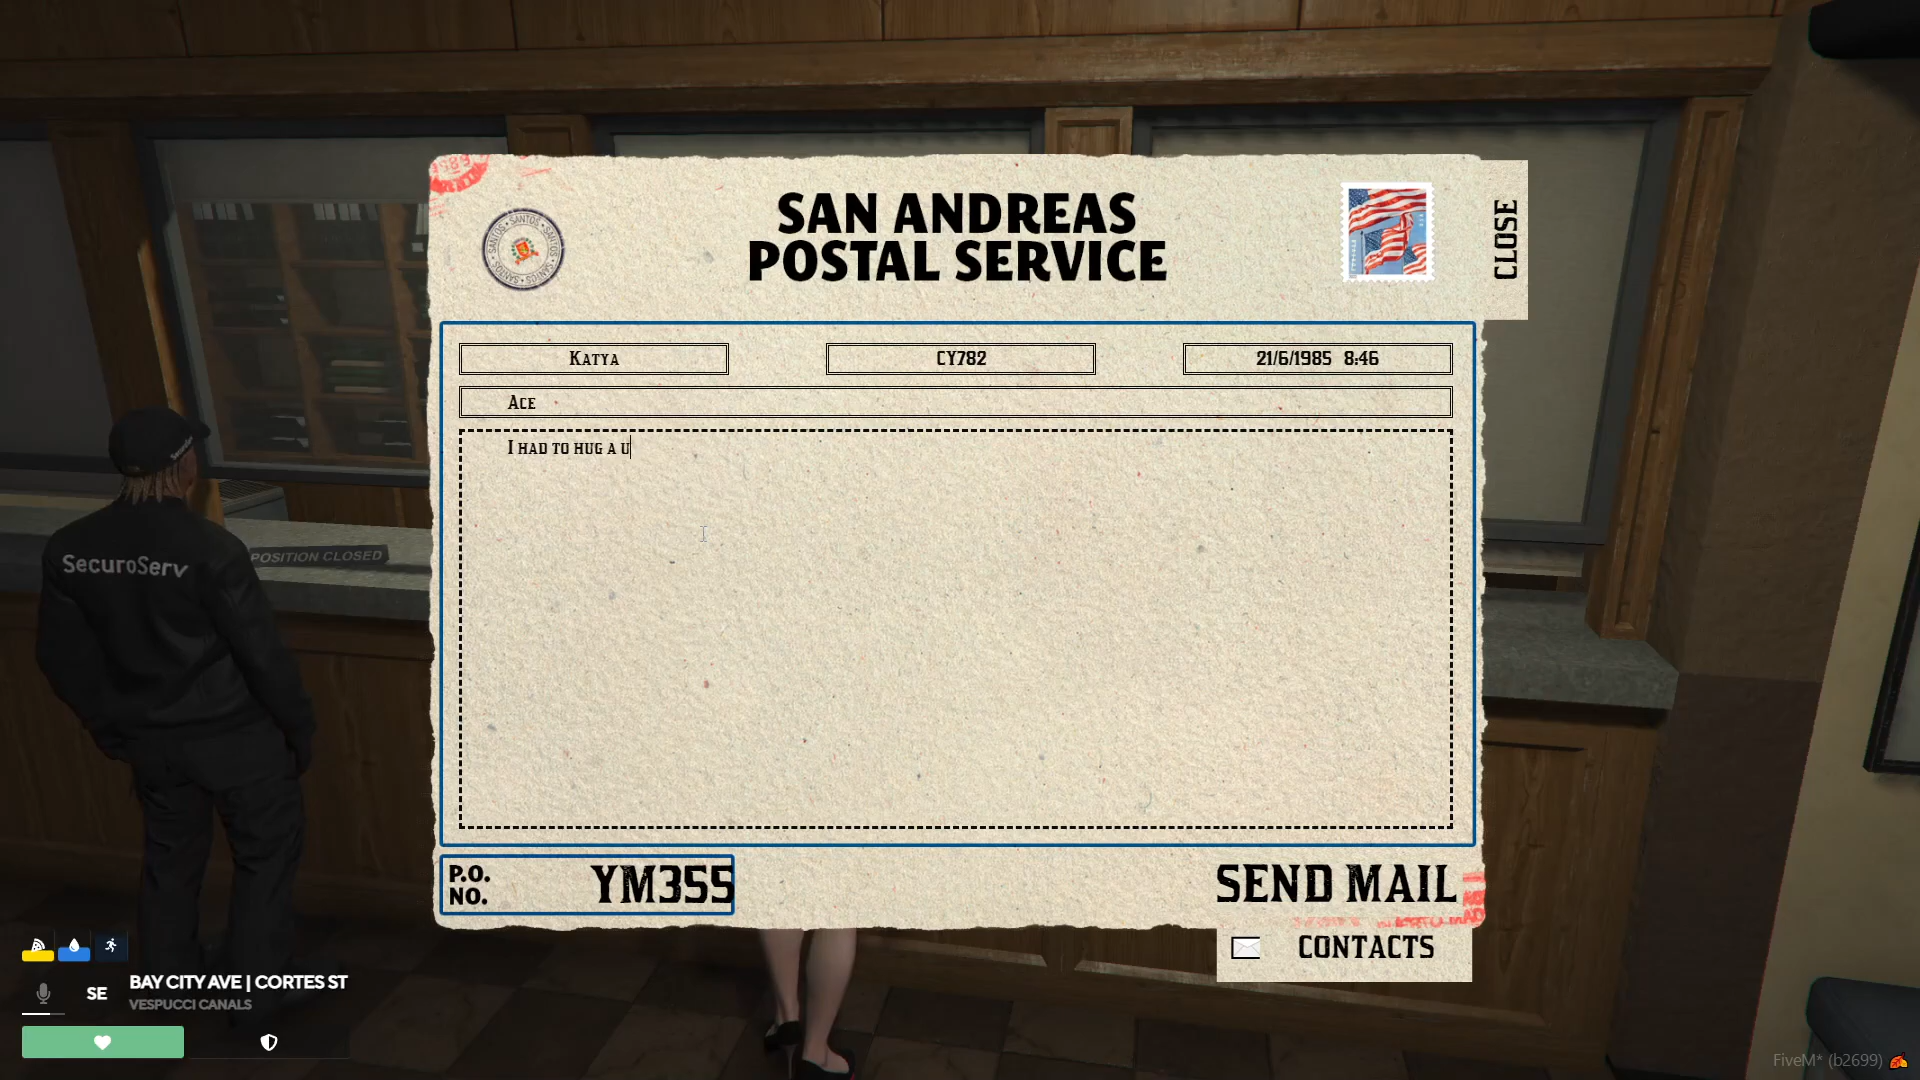 SAN ANDREAS
POSTAL SERVICE
CLOSE
Katya
CY782
21/6/1985 8:46
Ace
I had to hug a u
SecuroServ
POSITION CLOSED
P.O.
NO.
YM355
SEND MAIL
CONTACTS
SE
BAY CITY AVE | CORTES ST
VESPUCCI CANALS
FiveM* (b2699)